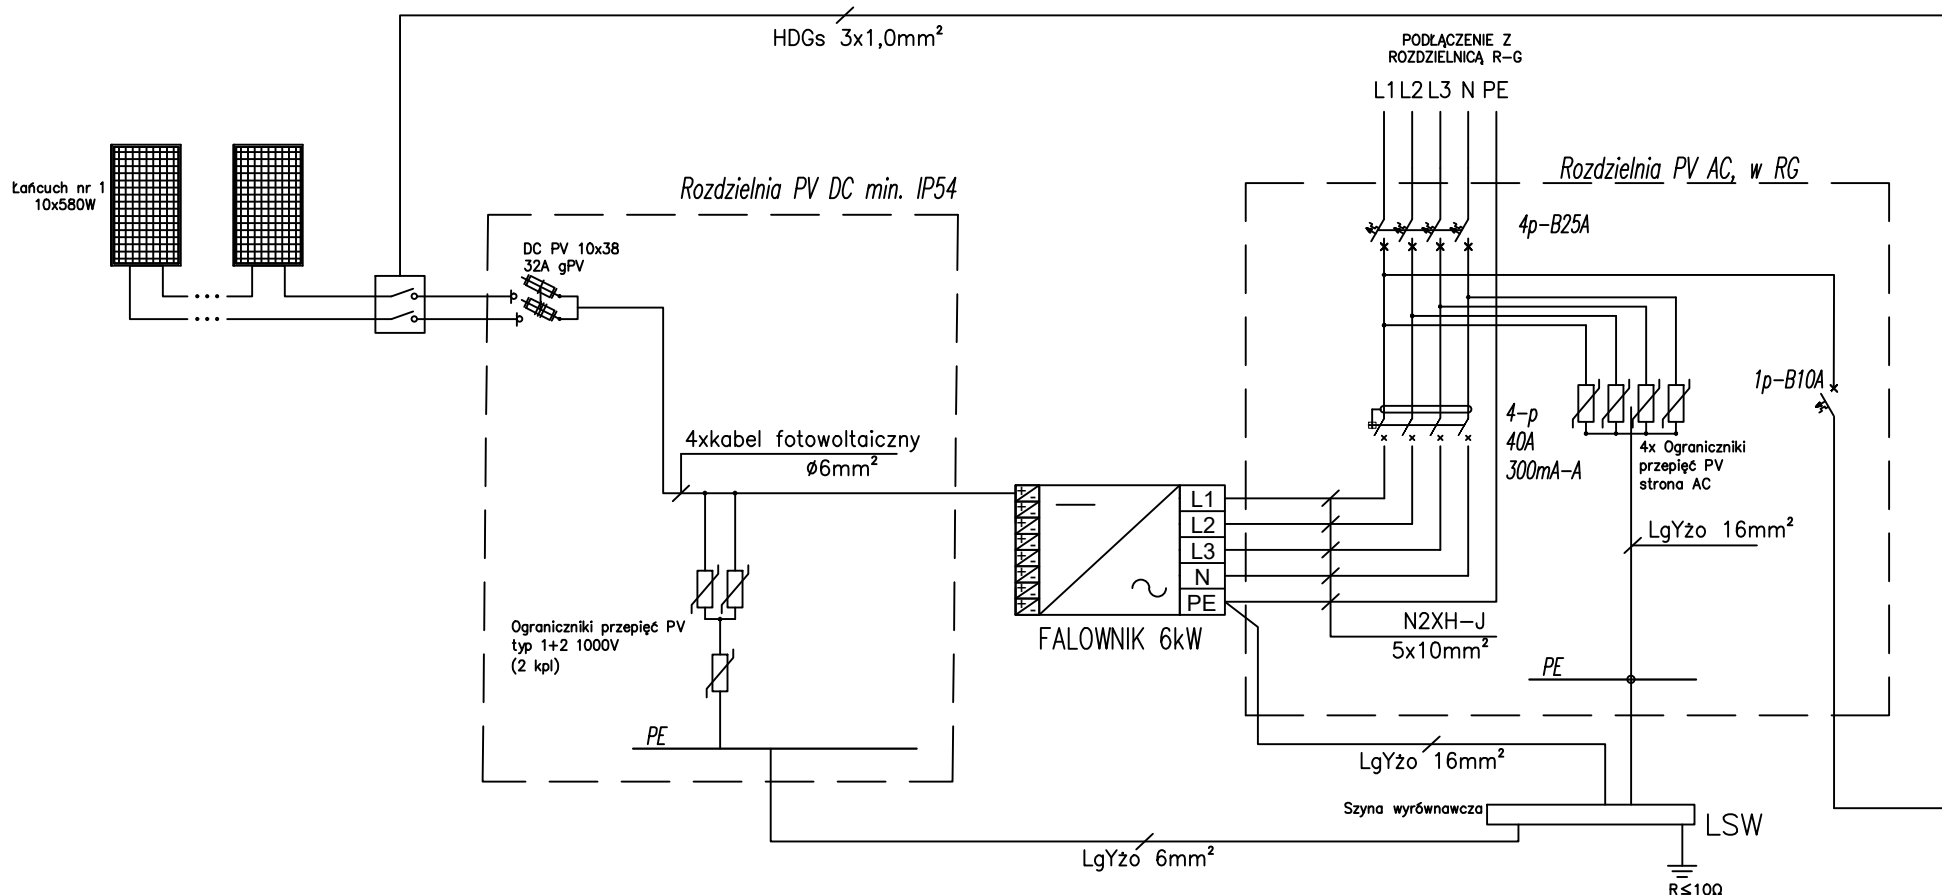 HDGs 3x1,0mm²
PODŁĄCZENIE Z
ROZDZIELNICĄ R-G
L1 L2 L3 N PE
Łańcuch nr 1
10x580W
Rozdzielnia PV DC min. IP54
Rozdzielnia PV AC, w RG
DC PV 10x38
32A gPV
4p-B25A
1p-B10A
4-p
40A
300mA-A
4xkabel fotowoltaiczny
ø6mm²
4x Ograniczniki
przepięć PV
strona AC
LgYżo 16mm²
+ -
+ -
+ -
+ -
+ -
+ -
+ -
+ -
L1
L2
L3
N
PE
FALOWNIK 6kW
N2XH-J
5x10mm²
Ograniczniki przepięć PV
typ 1+2 1000V
(2 kpl)
PE
PE
LgYżo 16mm²
Szyna wyrównawcza
LSW
LgYżo 6mm²
R≤10Ω